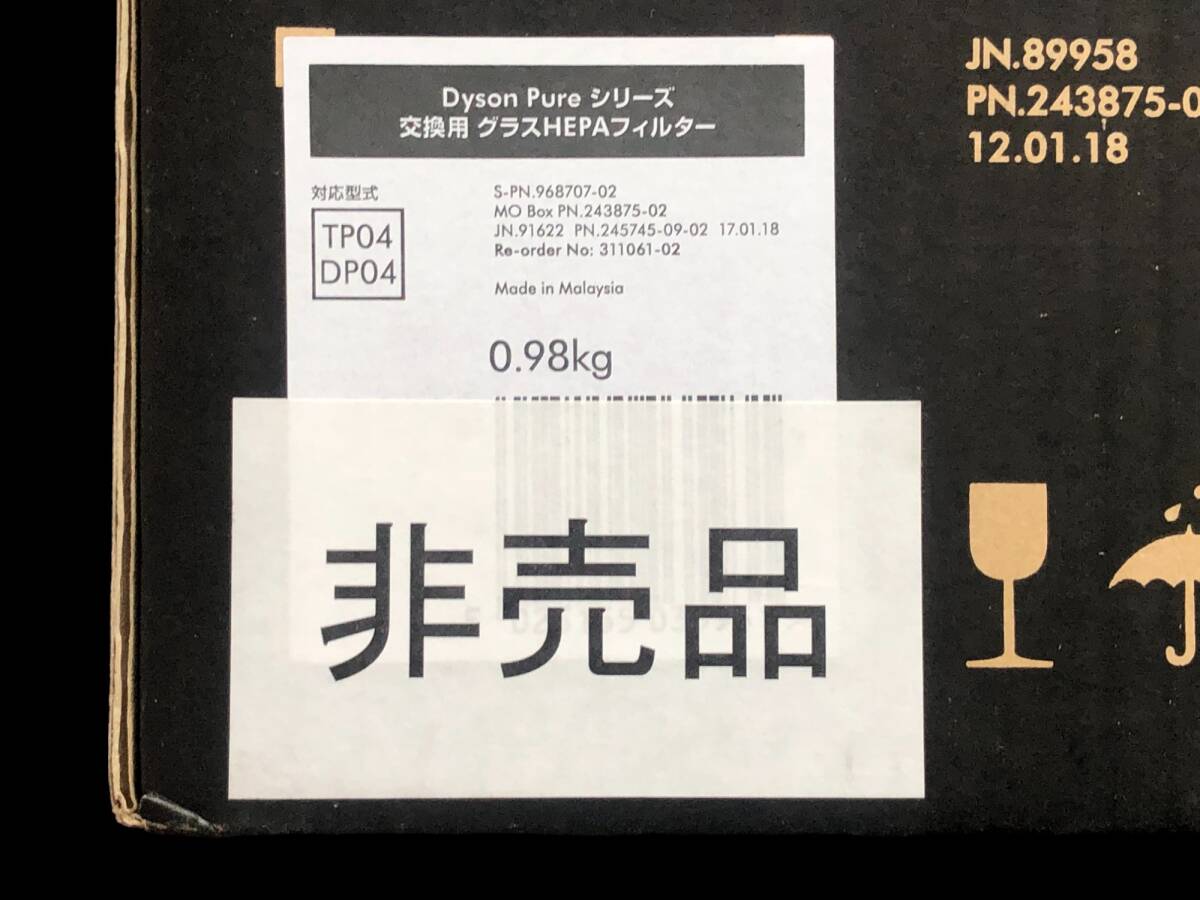 Dyson Pure シリーズ
交換用 グラスHEPAフィルター
対応型式
TP04
DP04
S-PN.968707-02
MO Box PN.243875-02
JN.91622 PN.245745-09-02 17.01.18
Re-order No: 311061-02
Made in Malaysia
0.98kg
非売品
JN.89958
PN.243875-0
12.01.18